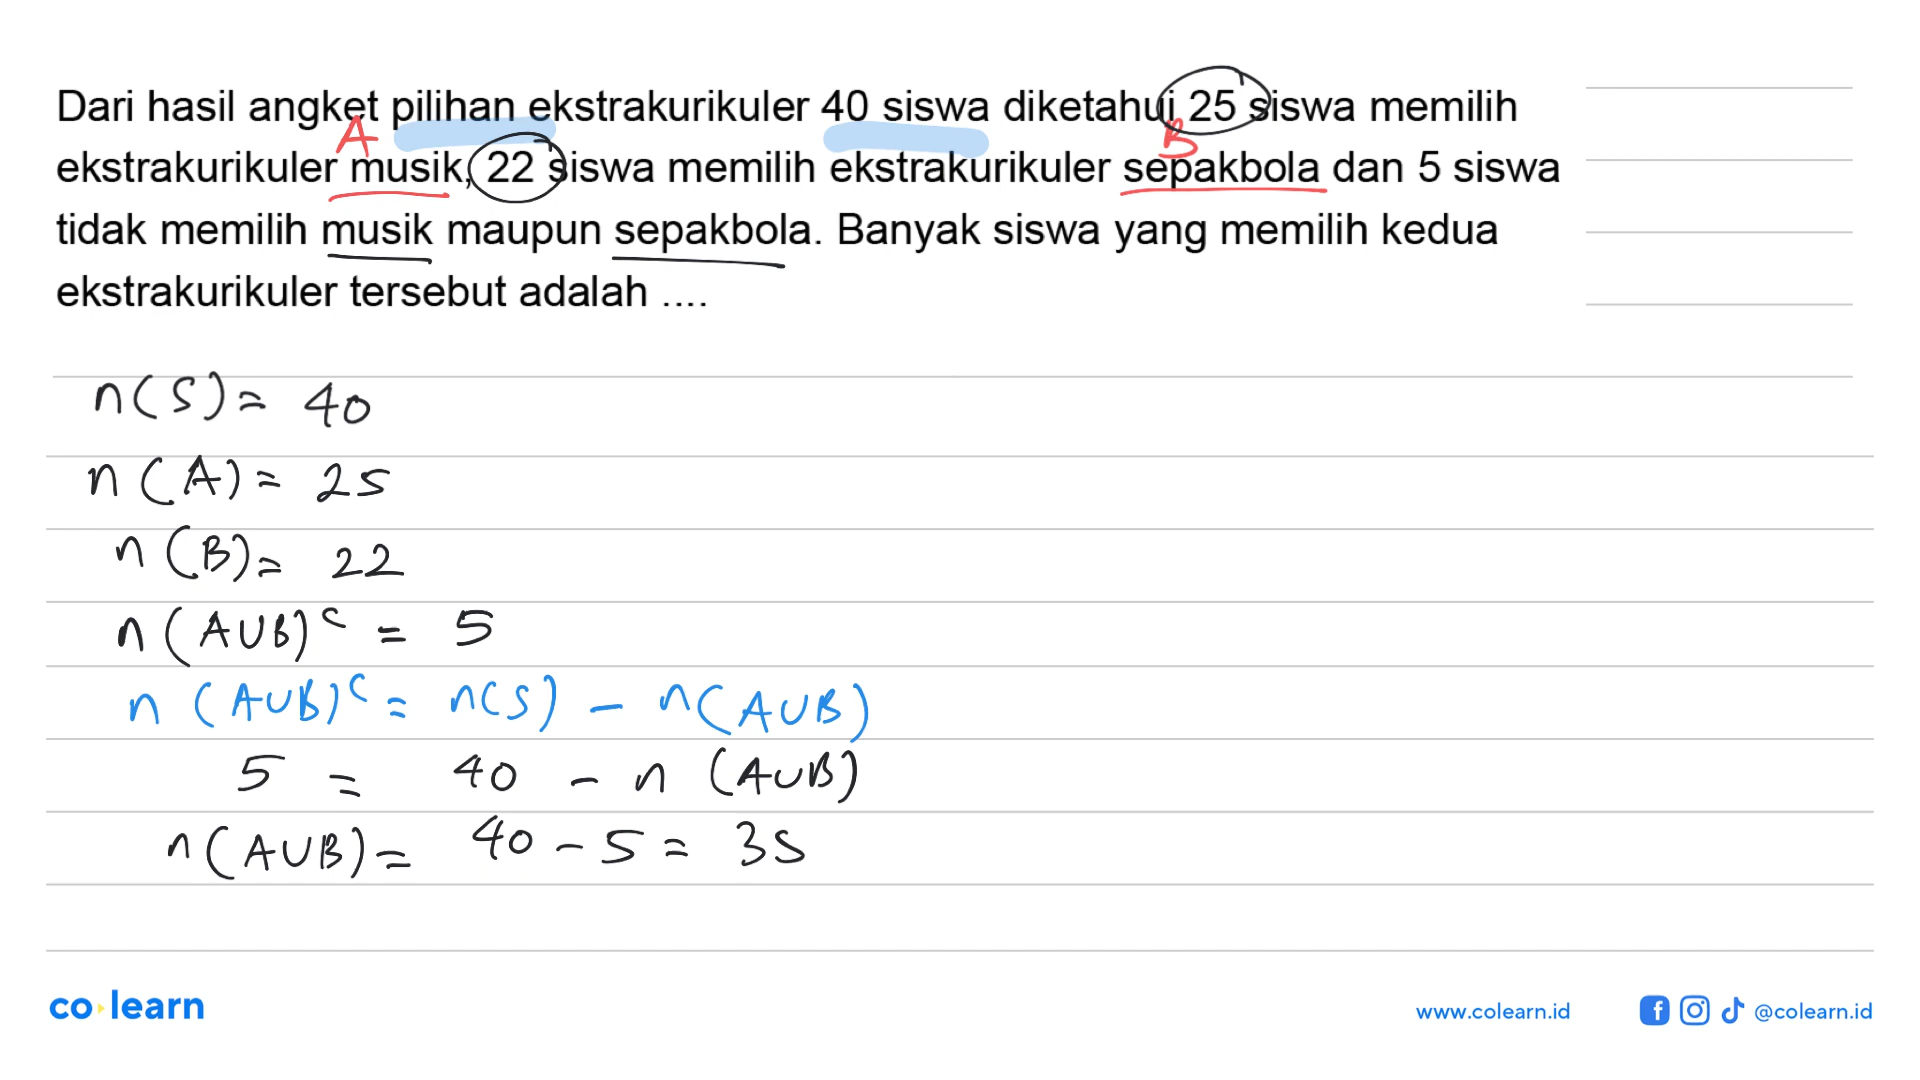 Dari hasil angket pilihan ekstrakurikuler 40 siswa diketahui 25 siswa memilih
A B
ekstrakurikuler musik, 22 siswa memilih ekstrakurikuler sepakbola dan 5 siswa
tidak memilih musik maupun sepakbola. Banyak siswa yang memilih kedua
ekstrakurikuler tersebut adalah ....
n(S) = 40
n(A) = 25
n(B) = 22
n(A∪B)ᶜ = 5
n(A∪B)ᶜ = n(S) - n(A∪B)
5 = 40 - n(A∪B)
n(A∪B) = 40 - 5 = 35
co learn
www.colearn.id @colearn.id